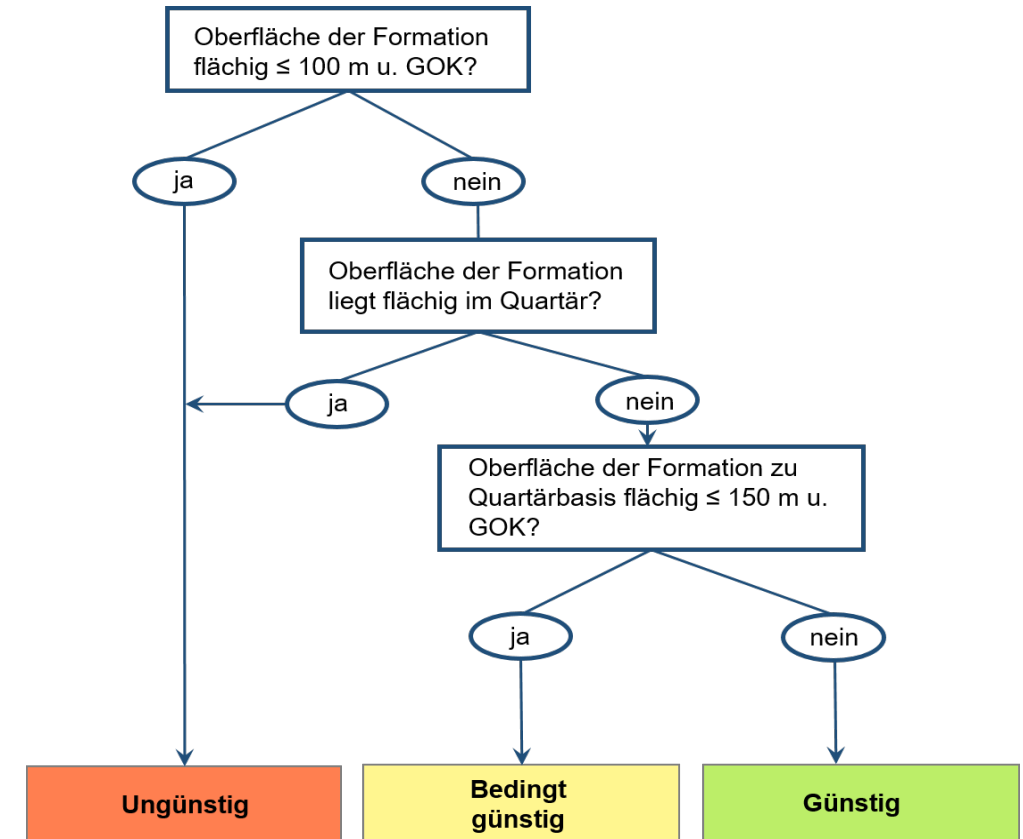 Oberfläche der Formation
flächig ≤ 100 m u. GOK?
ja
nein
Oberfläche der Formation
liegt flächig im Quartär?
ja
nein
Oberfläche der Formation zu
Quartärbasis flächig ≤ 150 m u.
GOK?
ja
nein
Ungünstig
Bedingt
günstig
Günstig